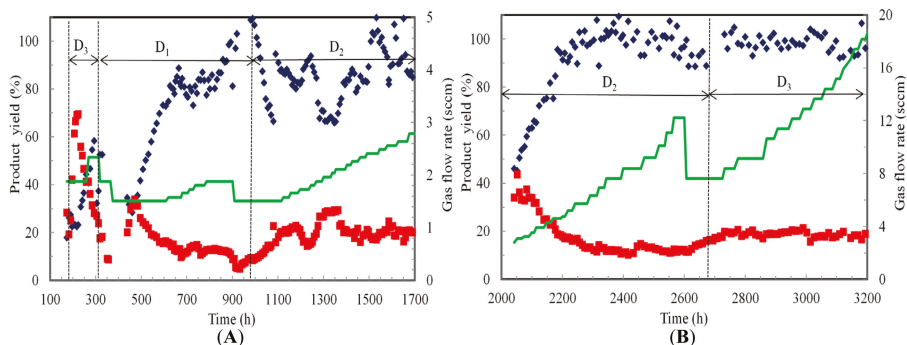 120
100
80
60
40
20
0
Product yield (%)
D3
D1
D2
5
4
3
2
1
0
Gas flow rate (sccm)
100 300 500 700 900 1100 1300 1500 1700
Time (h)
(A)
100
80
60
40
20
0
Product yield (%)
D2
D3
20
16
12
8
4
0
Gas flow rate (sccm)
2000 2200 2400 2600 2800 3000 3200
Time (h)
(B)